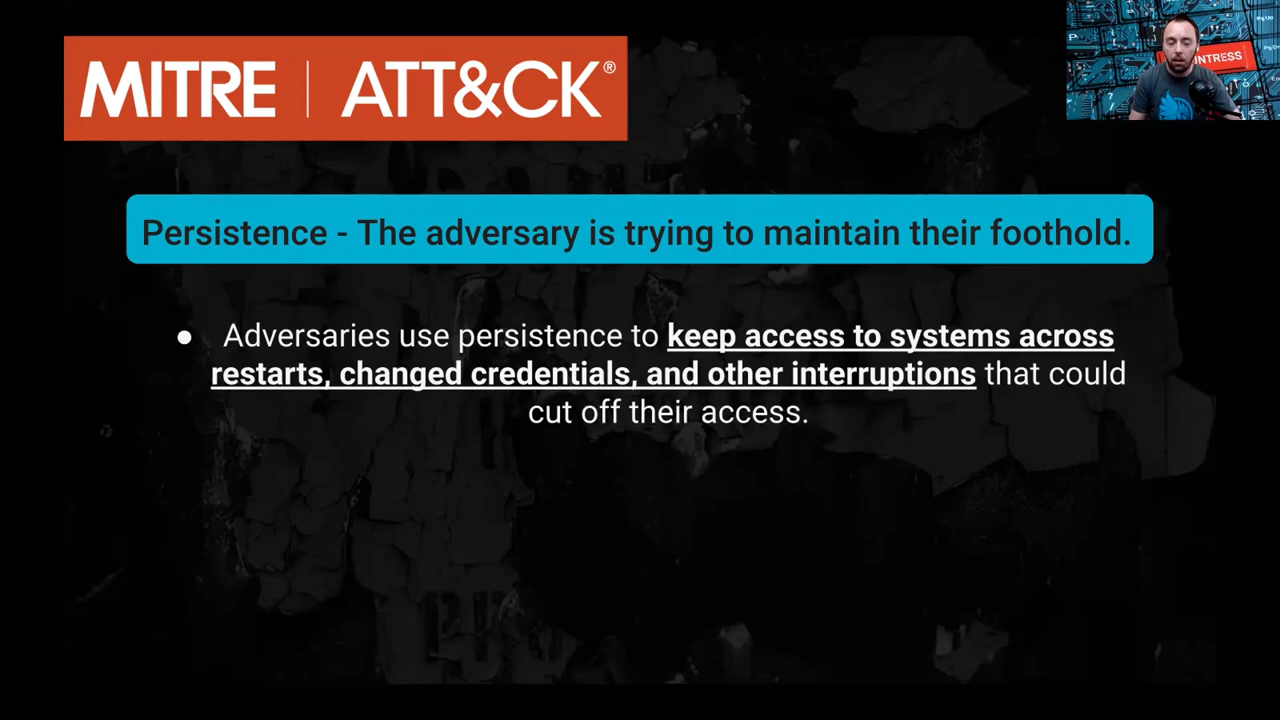 MITRE | ATT&CK®
INTRESS
Persistence - The adversary is trying to maintain their foothold.
● Adversaries use persistence to keep access to systems across
restarts, changed credentials, and other interruptions that could
cut off their access.